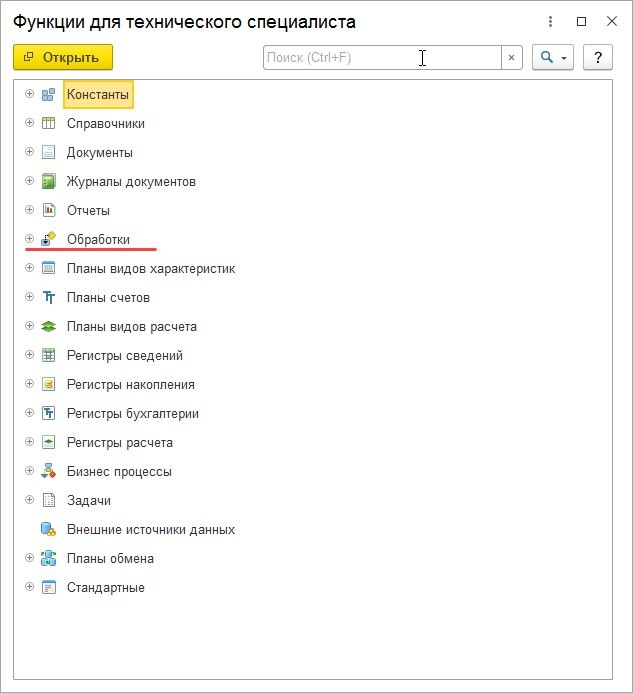 Функции для технического специалиста
Открыть
Поиск (Ctrl+F)
×
?
Константы
Справочники
Документы
Журналы документов
Отчеты
Обработки
Планы видов характеристик
Планы счетов
Планы видов расчета
Регистры сведений
Регистры накопления
Регистры бухгалтерии
Регистры расчета
Бизнес процессы
Задачи
Внешние источники данных
Планы обмена
Стандартные